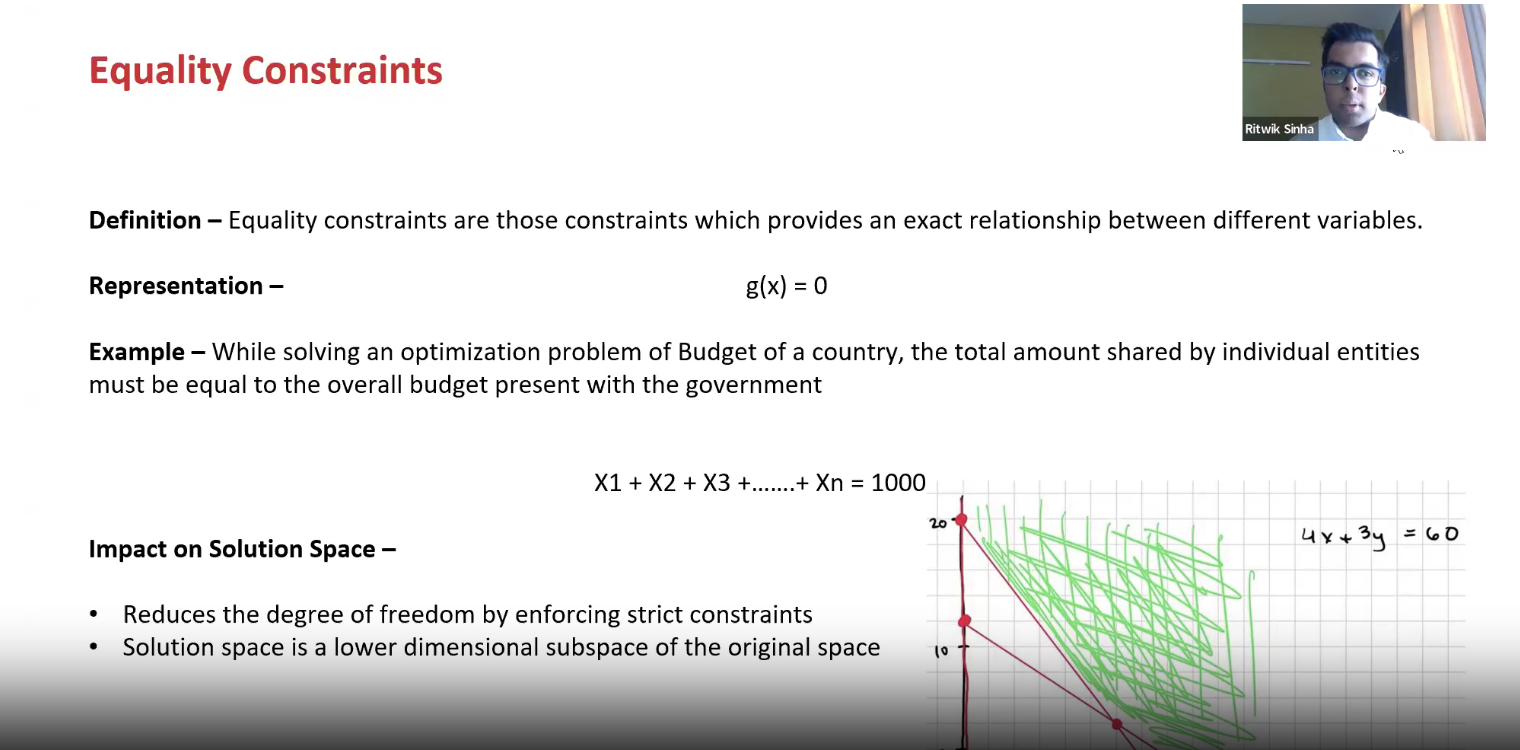 Equality Constraints
Ritwik Sinha
Definition – Equality constraints are those constraints which provides an exact relationship between different variables.
Representation –
g(x) = 0
Example – While solving an optimization problem of Budget of a country, the total amount shared by individual entities
must be equal to the overall budget present with the government
X1 + X2 + X3 +.......+ Xn = 1000
20
4x + 3y = 60
Impact on Solution Space –
• Reduces the degree of freedom by enforcing strict constraints
• Solution space is a lower dimensional subspace of the original space
10